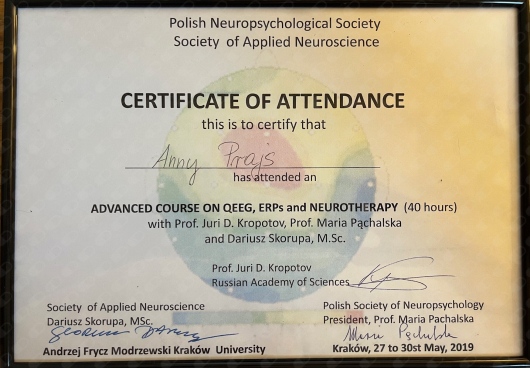 Polish Neuropsychological Society
Society of Applied Neuroscience
CERTIFICATE OF ATTENDANCE
this is to certify that
Anny Prajs
has attended an
ADVANCED COURSE ON QEEG, ERPs and NEUROTHERAPY (40 hours)
with Prof. Juri D. Kropotov, Prof. Maria Pąchalska
and Dariusz Skorupa, M.Sc.
Prof. Juri D. Kropotov
Russian Academy of Sciences
Society of Applied Neuroscience
Dariusz Skorupa, MSc.
Andrzej Frycz Modrzewski Kraków University
Polish Society of Neuropsychology
President, Prof. Maria Pachalska
Maria Pąchalska
Kraków, 27 to 30st May, 2019